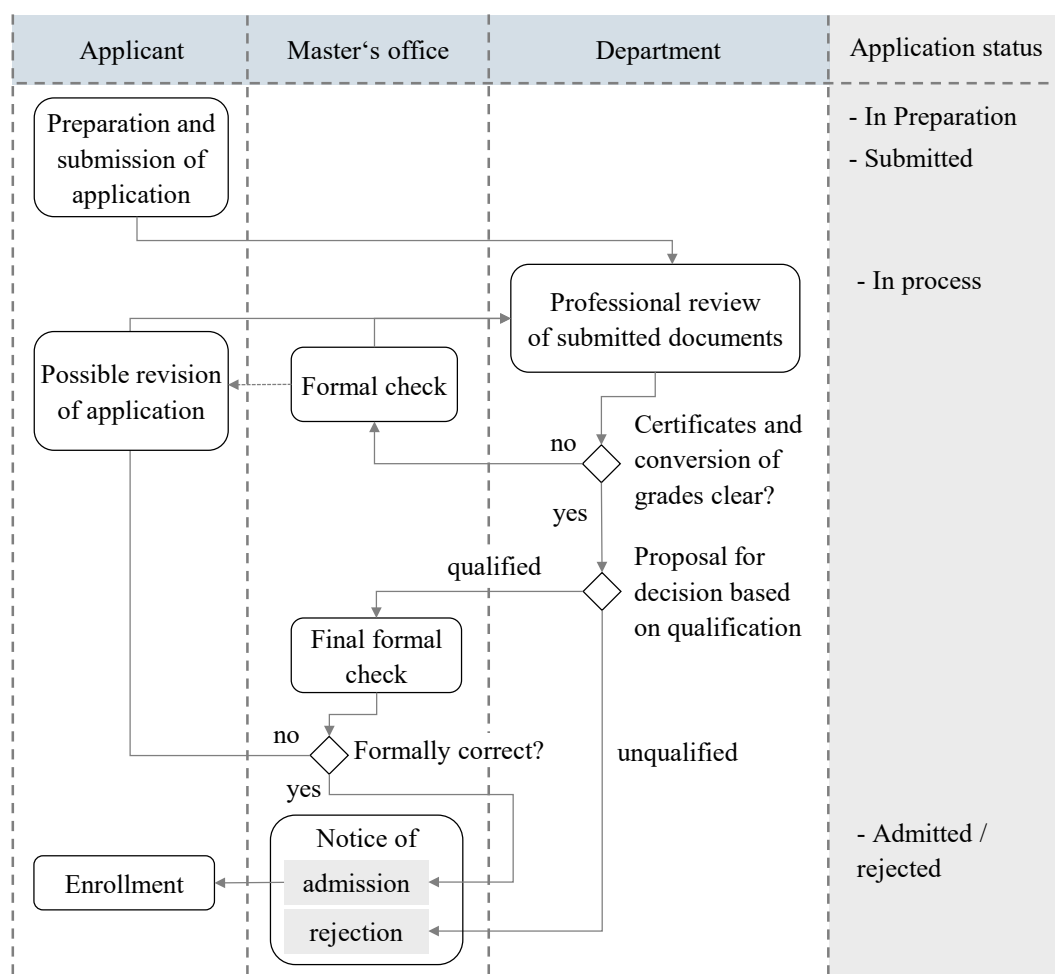 Applicant
Master‘s office
Department
Application status
Preparation and
submission of
application
- In Preparation
- Submitted
Professional review
of submitted documents
- In process
Possible revision
of application
Formal check
Certificates and
conversion of
grades clear?
no
yes
Proposal for
decision based
on qualification
qualified
Final formal
check
no
Formally correct?
unqualified
yes
Notice of
admission
rejection
Enrollment
- Admitted /
rejected